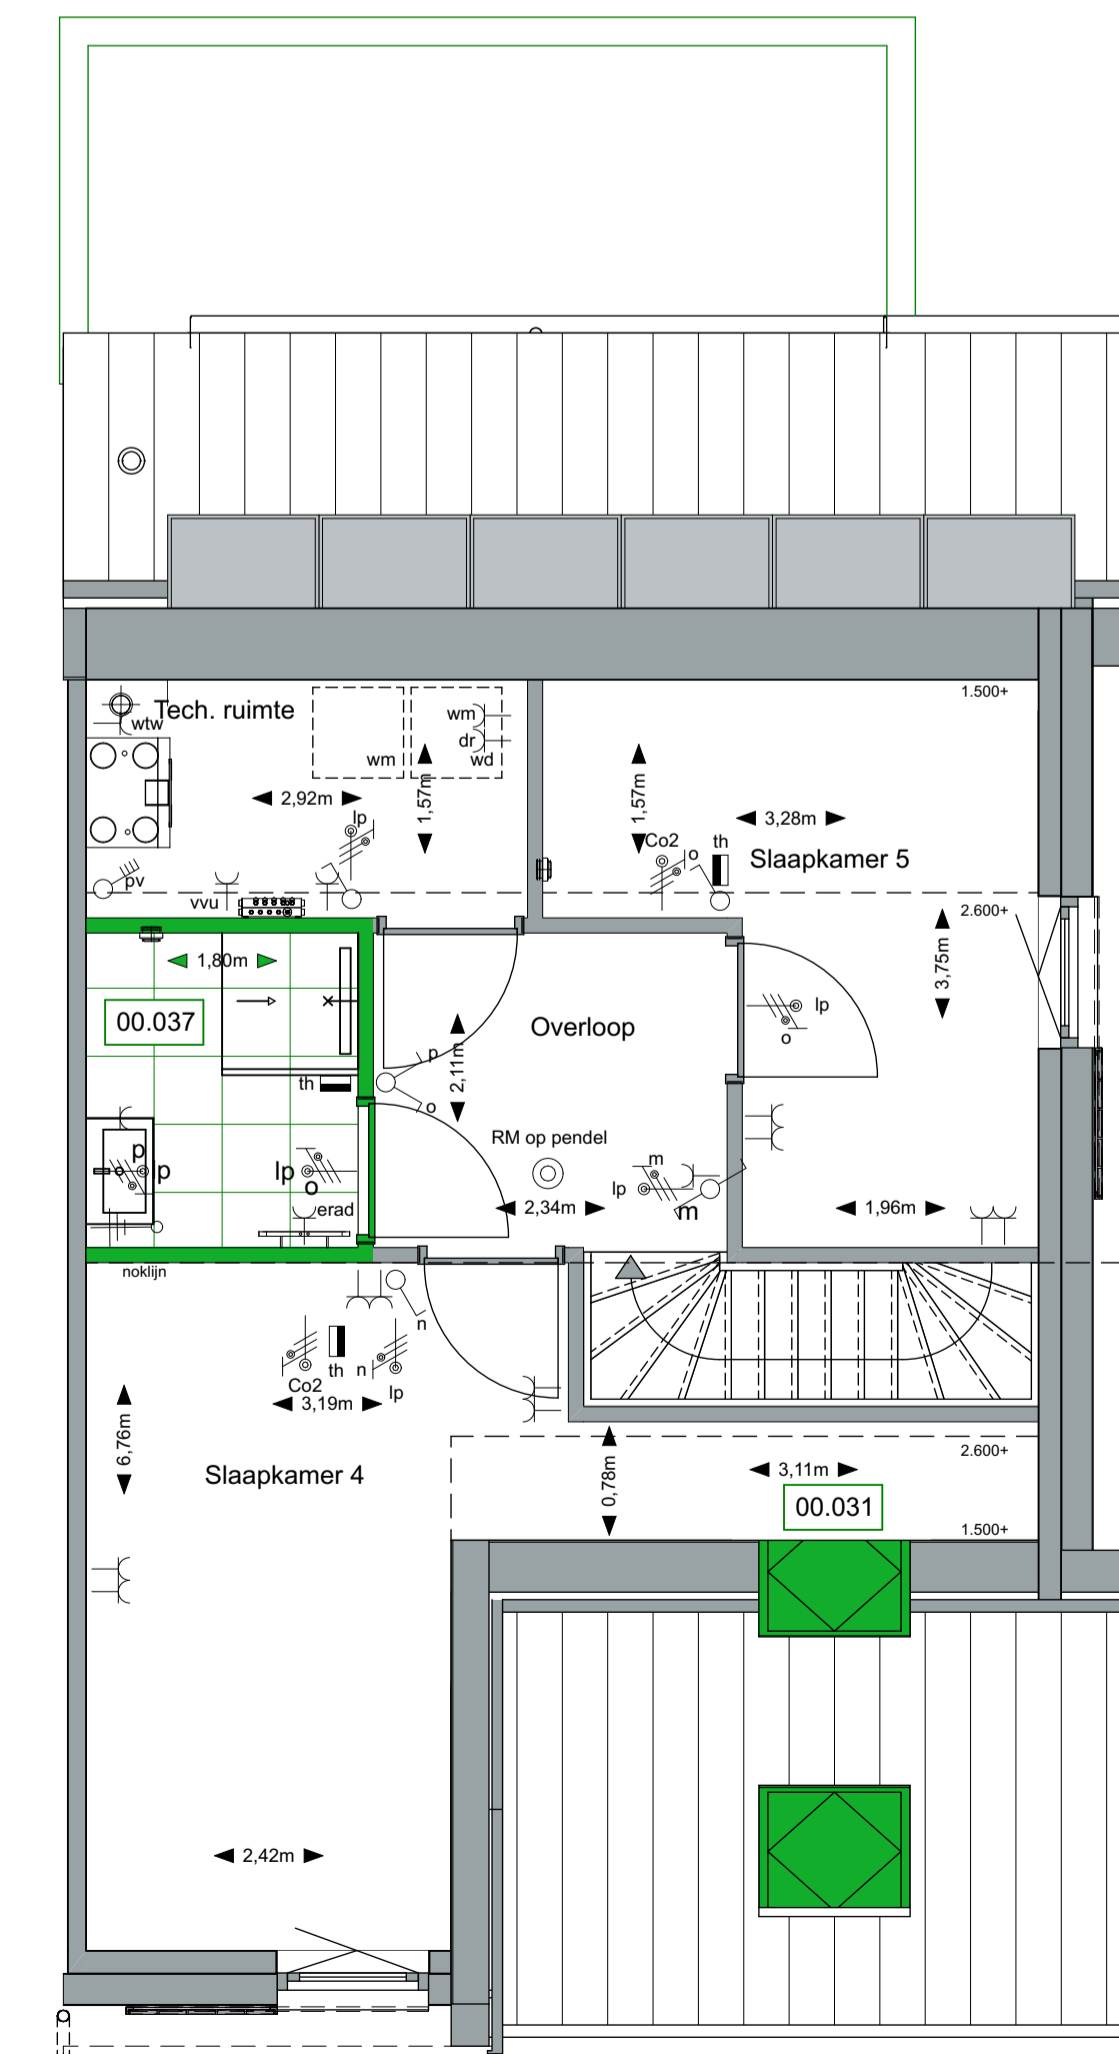 1.500+
Tech. ruimte
wtw
wm
dr
wm
wd
2,92m
1,57m
1,57m
3,28m
lp
Co2
o
th
Slaapkamer 5
pv
vvu
2.600+
3,75m
1,80m
00.037
Overloop
lp
o
p
2,11m
th
o
RM op pendel
p
lp
lp
o
erad
m
lp
m
2,34m
1,96m
noklijn
n
th
n
Co2
lp
3,19m
6,76m
2.600+
Slaapkamer 4
0,78m
3,11m
00.031
1.500+
2,42m